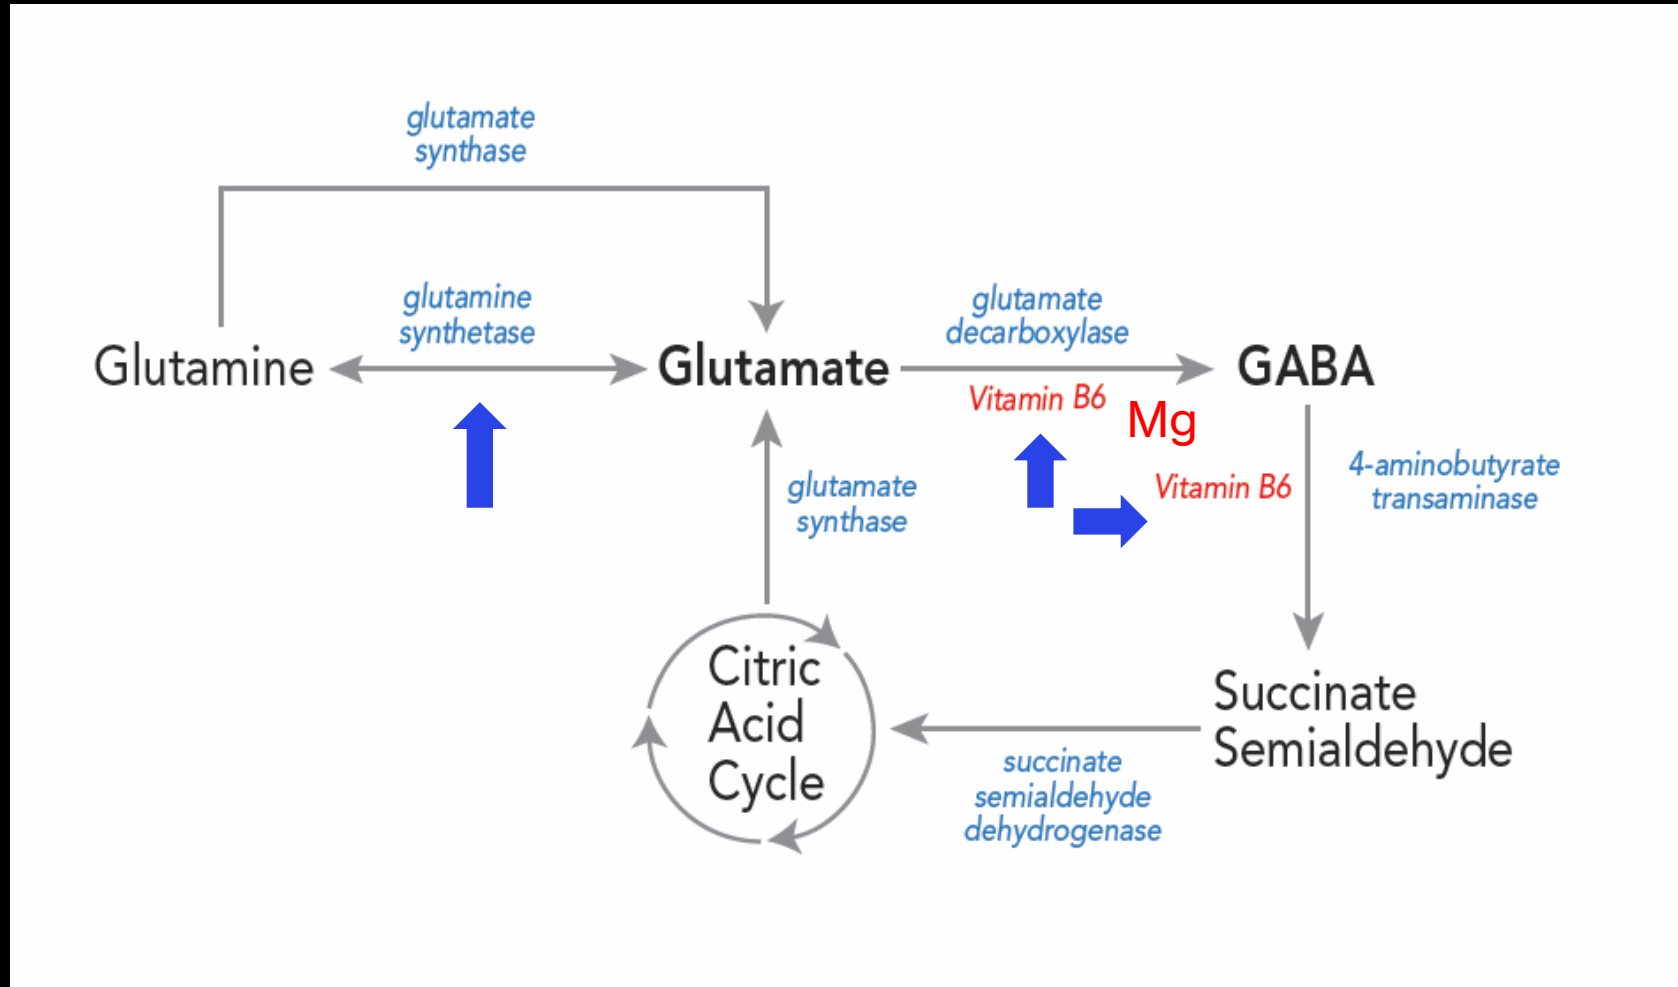 glutamate
synthase
glutamine
synthetase
glutamate
decarboxylase
Glutamine
Glutamate
GABA
Vitamin B6
Mg
4-aminobutyrate
transaminase
Vitamin B6
glutamate
synthase
Citric
Acid
Cycle
Succinate
Semialdehyde
succinate
semialdehyde
dehydrogenase